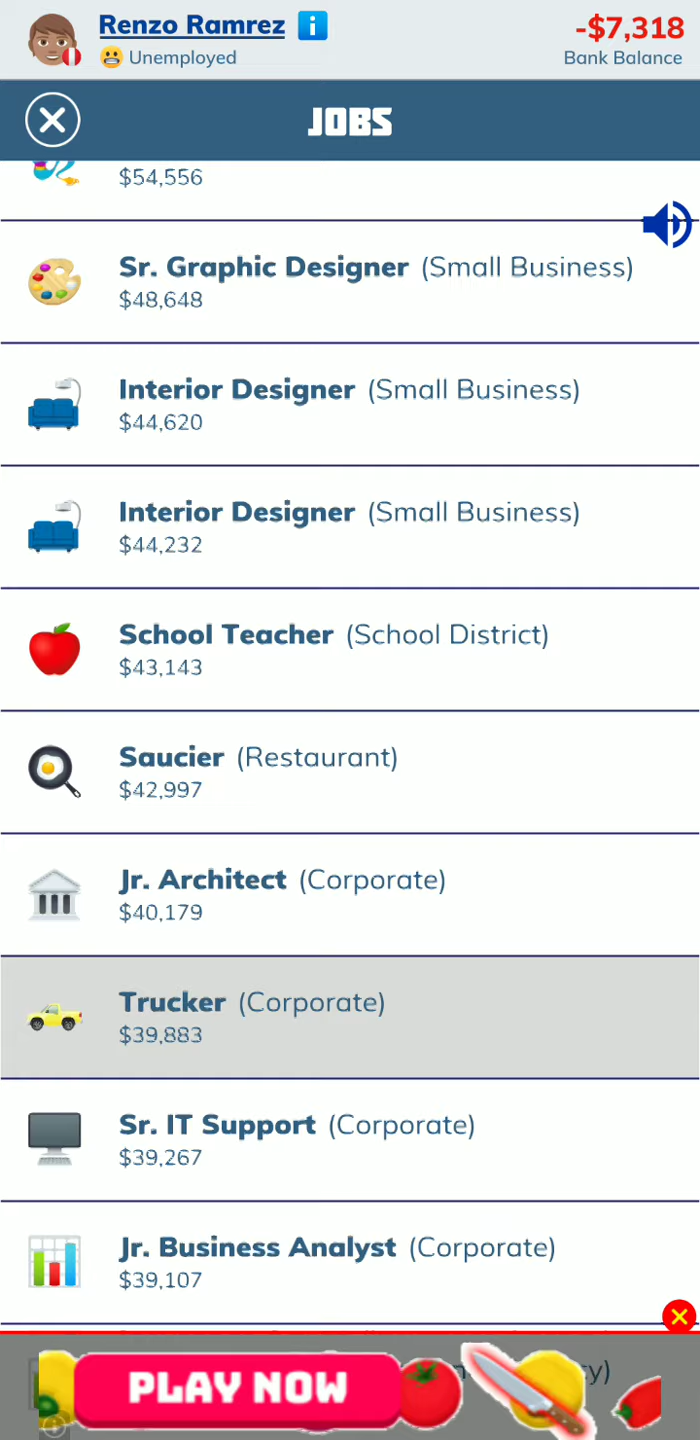 Renzo Ramrez
-$7,318
Unemployed
Bank Balance
JOBS
$54,556
Sr. Graphic Designer (Small Business)
$48,648
Interior Designer (Small Business)
$44,620
Interior Designer (Small Business)
$44,232
School Teacher (School District)
$43,143
Saucier (Restaurant)
$42,997
Jr. Architect (Corporate)
$40,179
Trucker (Corporate)
$39,883
Sr. IT Support (Corporate)
$39,267
Jr. Business Analyst (Corporate)
$39,107
PLAY NOW